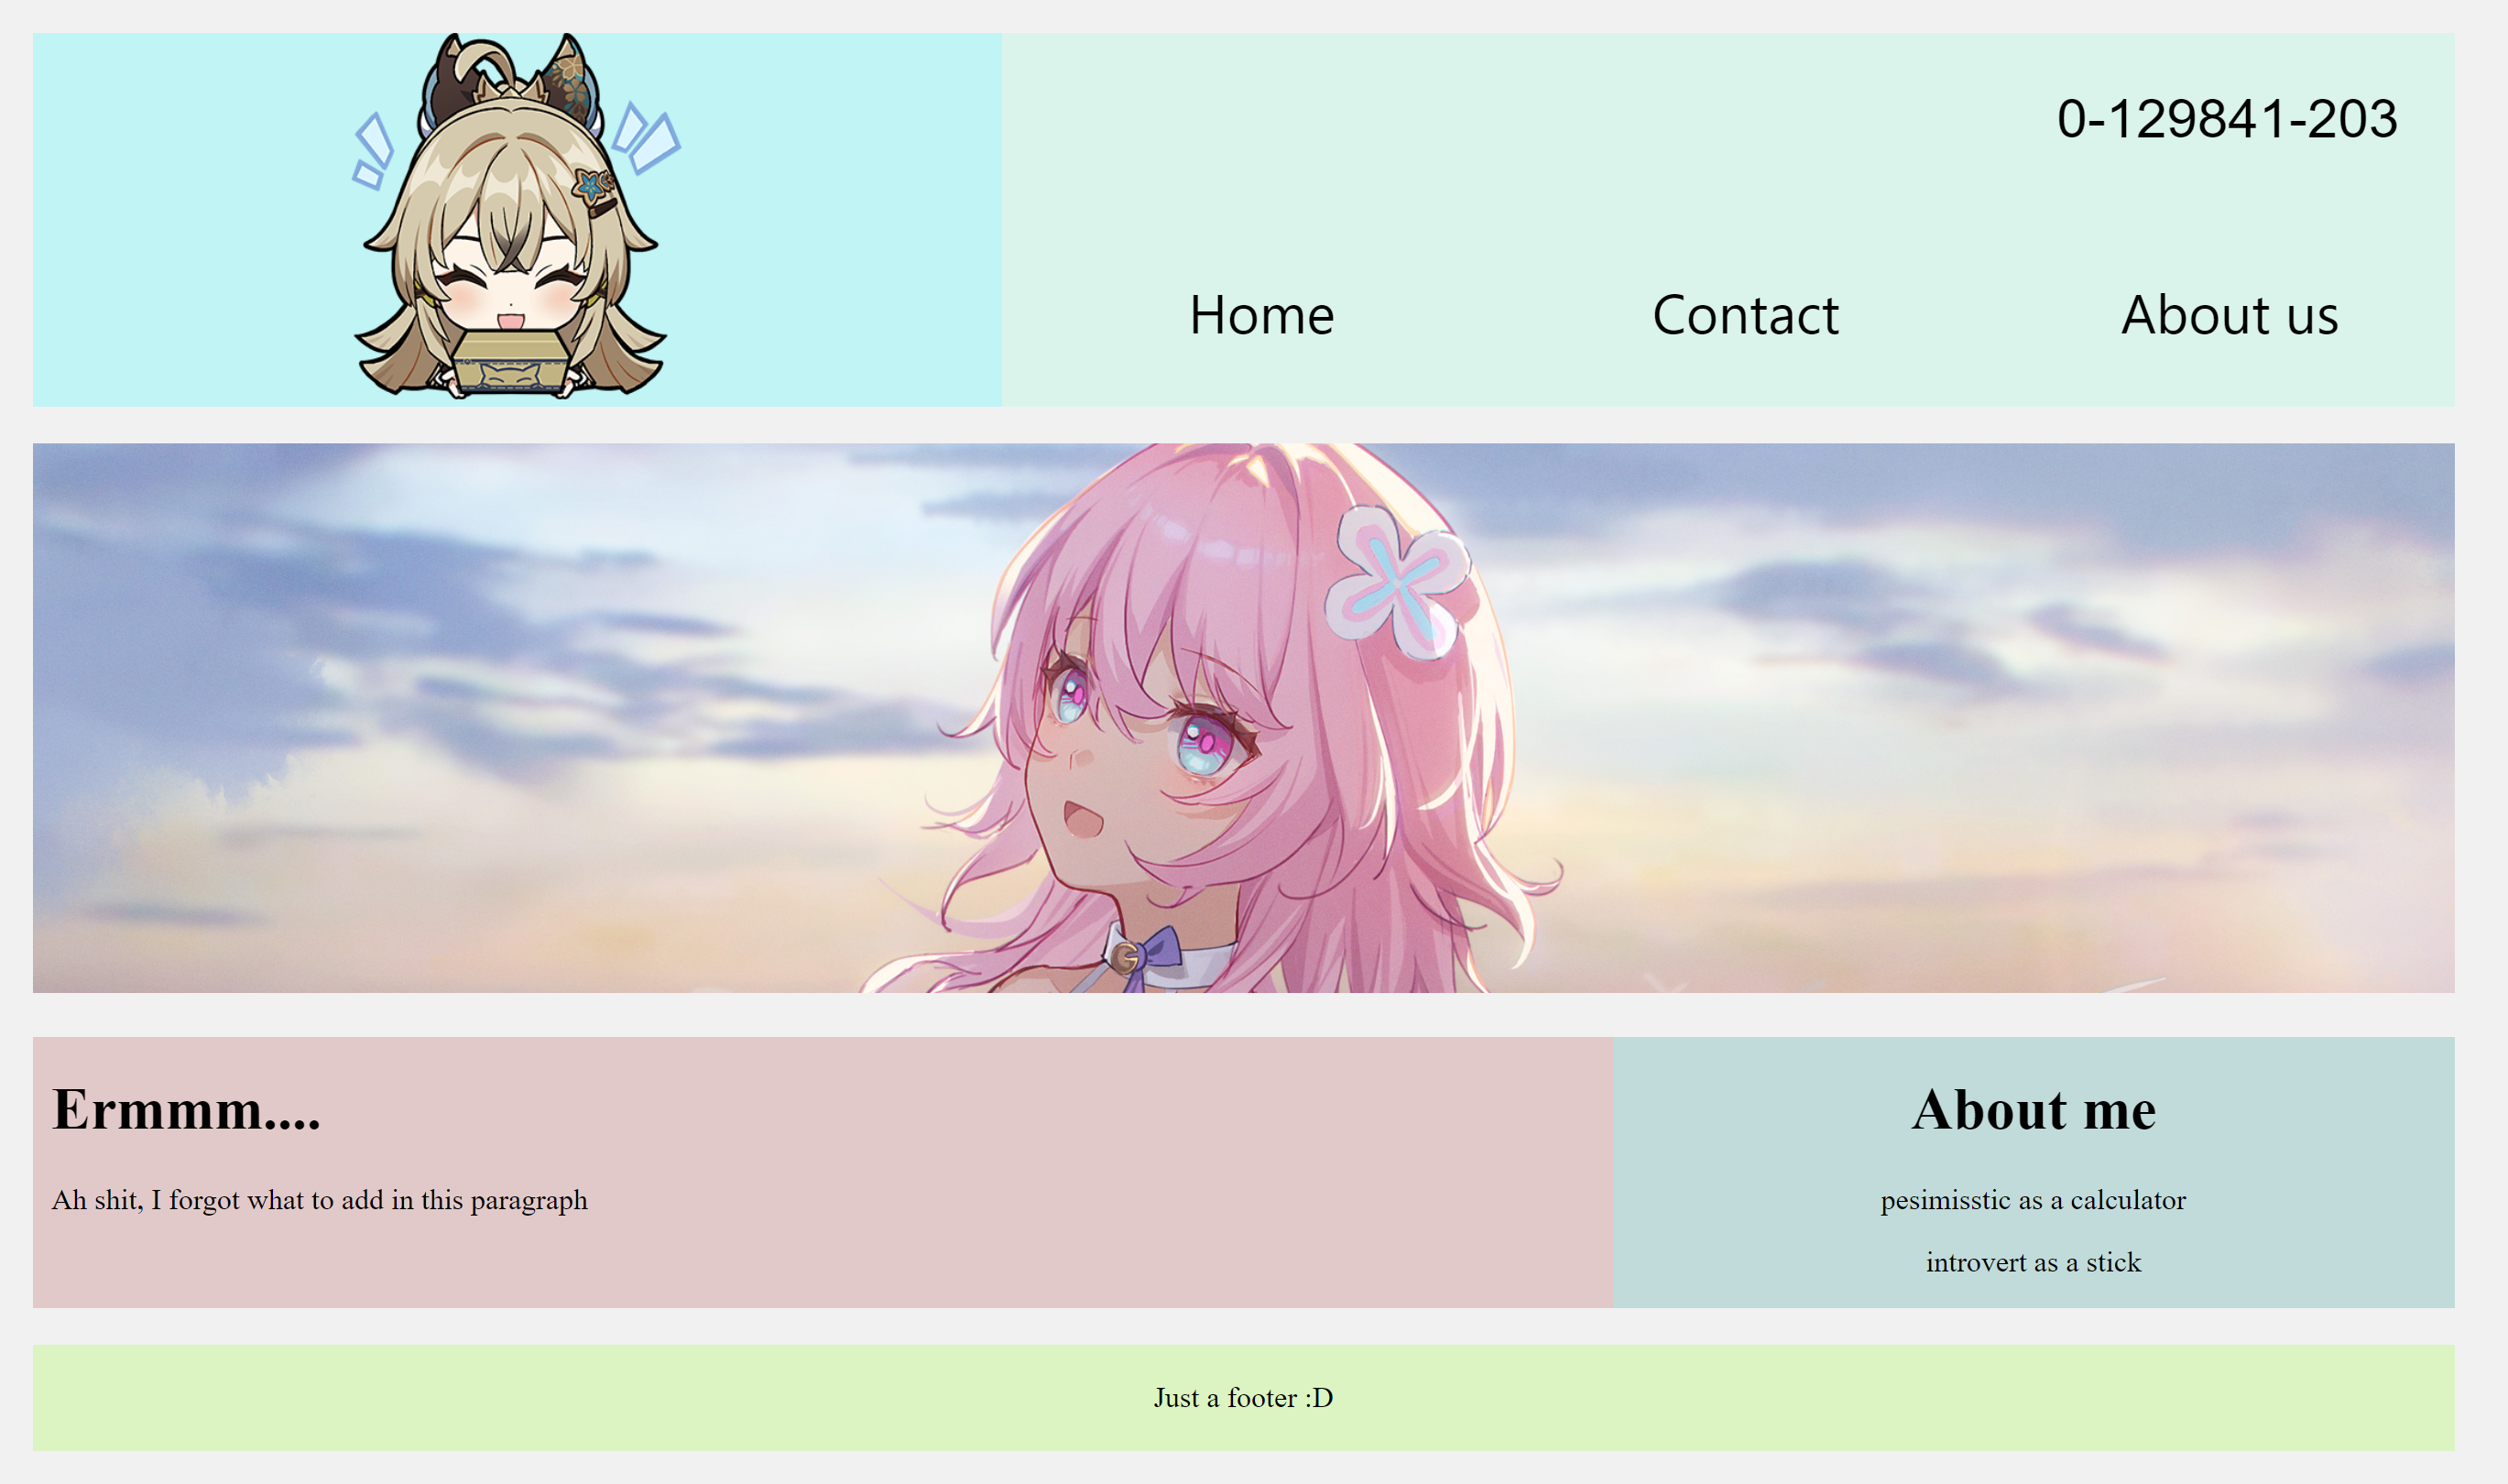 0-129841-203
Home Contact About us
Ermmm....
Ah shit, I forgot what to add in this paragraph
About me
pesimisstic as a calculator
introvert as a stick
Just a footer :D